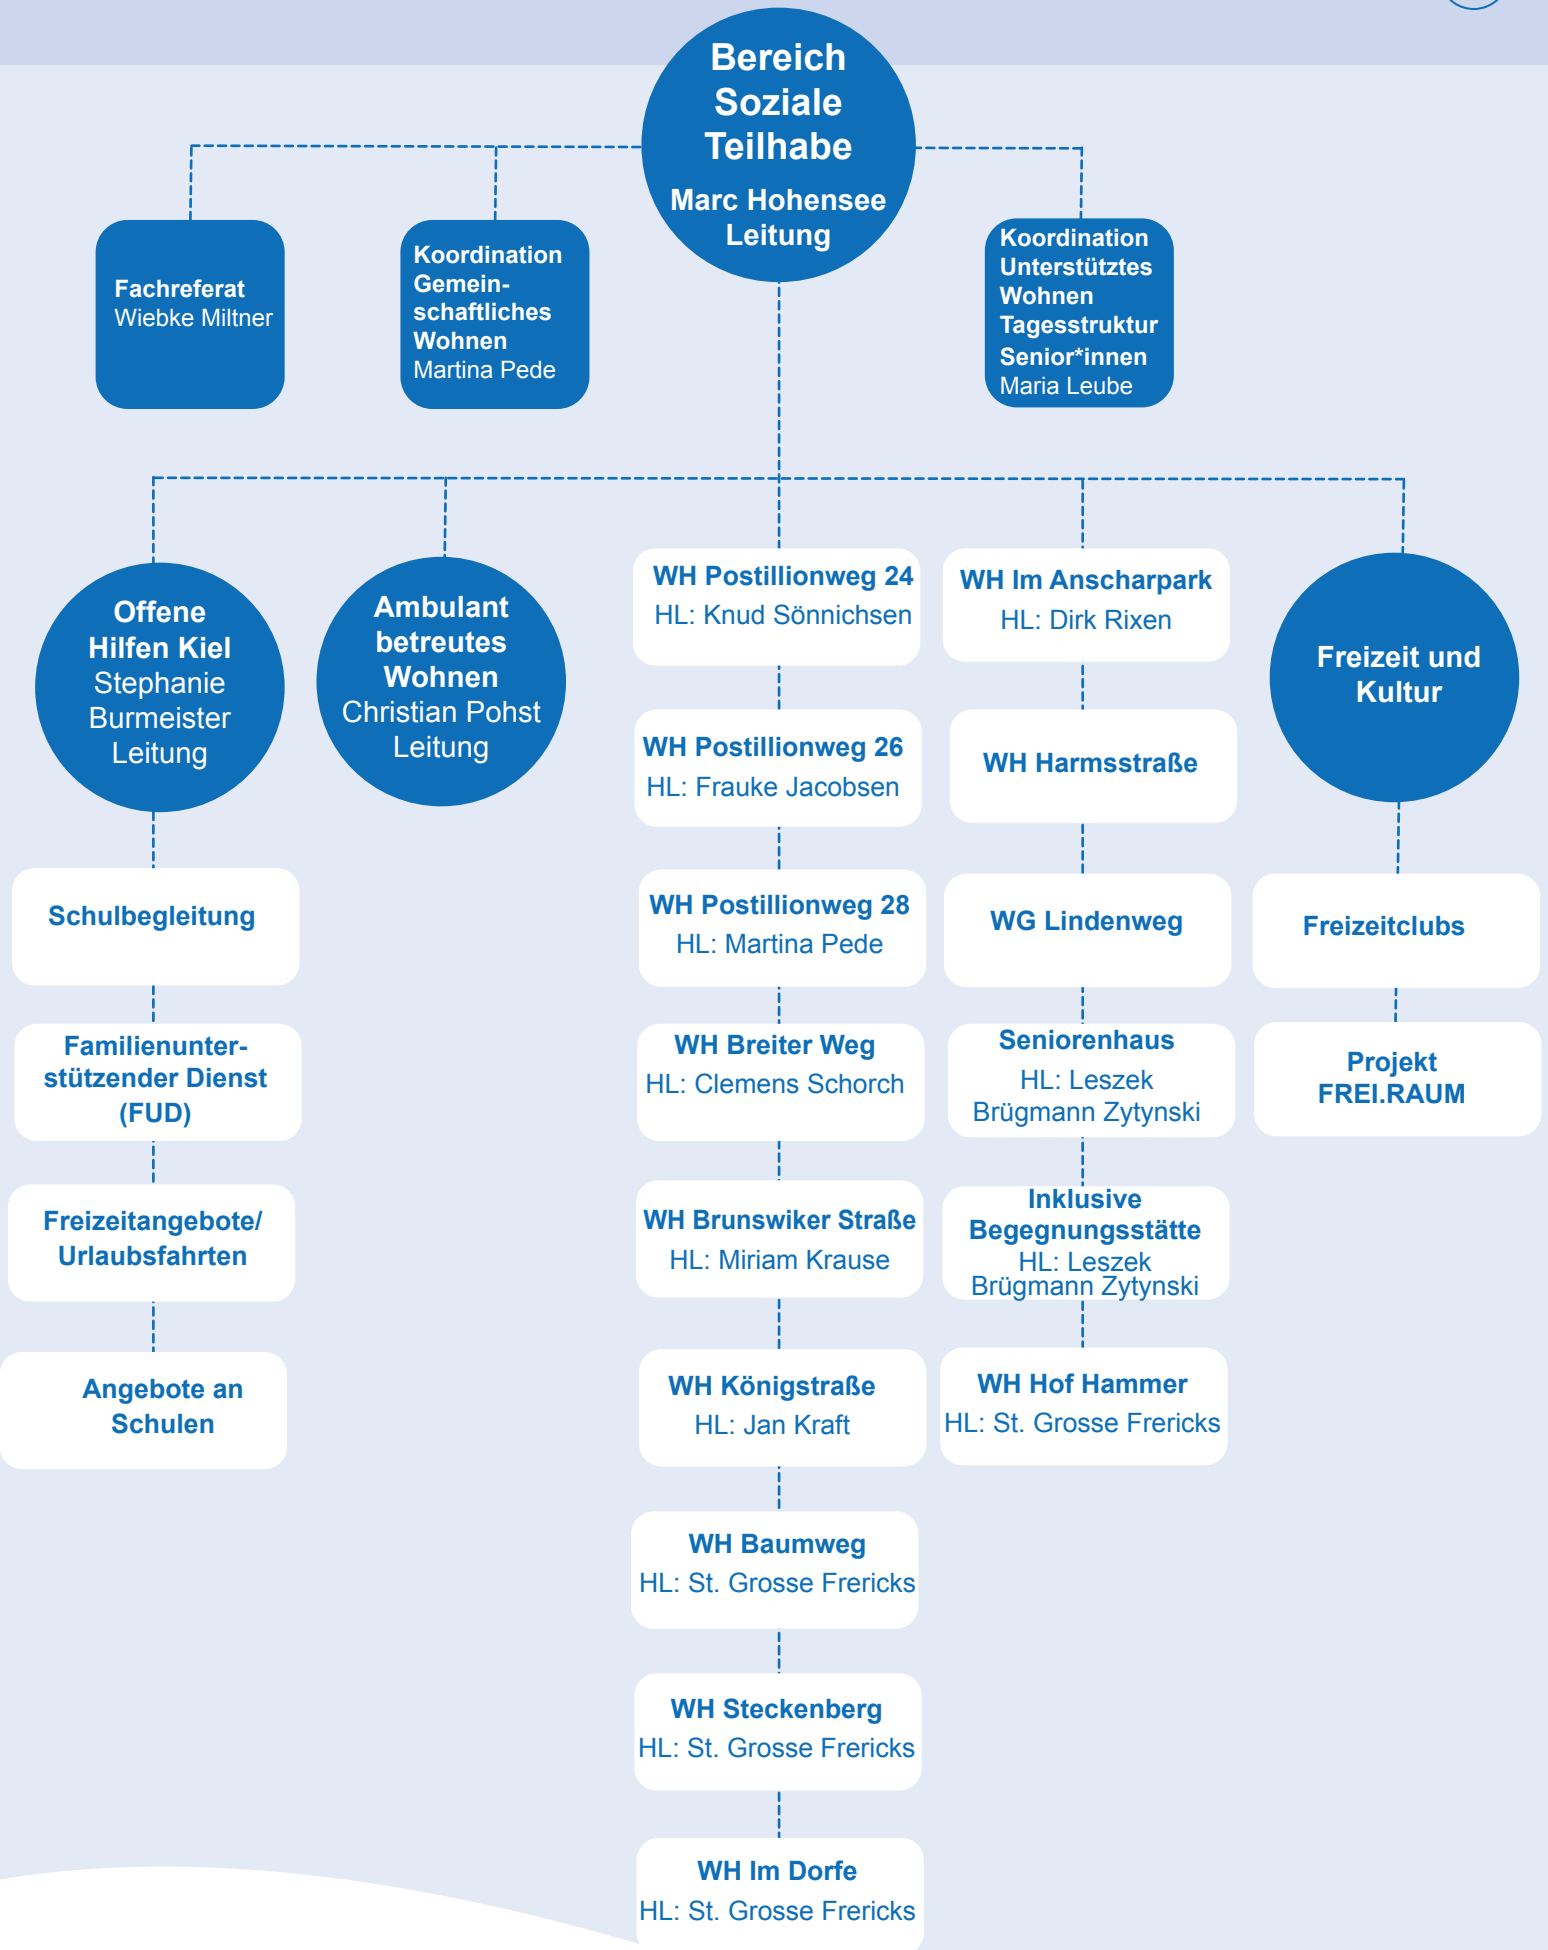 Bereich
Soziale
Teilhabe
Marc Hohensee
Leitung
Fachreferat
Wiebke Miltner
Koordination
Gemein-
schaftliches
Wohnen
Martina Pede
Koordination
Unterstütztes
Wohnen
Tagesstruktur
Senior*innen
Maria Leube
Offene
Hilfen Kiel
Stephanie
Burmeister
Leitung
Schulbegleitung
Familienunter-
stützender Dienst
(FUD)
Freizeitangebote/
Urlaubsfahrten
Angebote an
Schulen
Ambulant
betreutes
Wohnen
Christian Pohst
Leitung
WH Postillionweg 24
HL: Knud Sönnichsen
WH Postillionweg 26
HL: Frauke Jacobsen
WH Postillionweg 28
HL: Martina Pede
WH Breiter Weg
HL: Clemens Schorch
WH Brunswiker Straße
HL: Miriam Krause
WH Königstraße
HL: Jan Kraft
WH Baumweg
HL: St. Grosse Frericks
WH Steckenberg
HL: St. Grosse Frericks
WH Im Dorfe
HL: St. Grosse Frericks
WH Im Anscharpark
HL: Dirk Rixen
WH Harmsstraße
WG Lindenweg
Seniorenhaus
HL: Leszek
Brügmann Zytynski
Inklusive
Begegnungsstätte
HL: Leszek
Brügmann Zytynski
WH Hof Hammer
HL: St. Grosse Frericks
Freizeit und
Kultur
Freizeitclubs
Projekt
FREI.RAUM